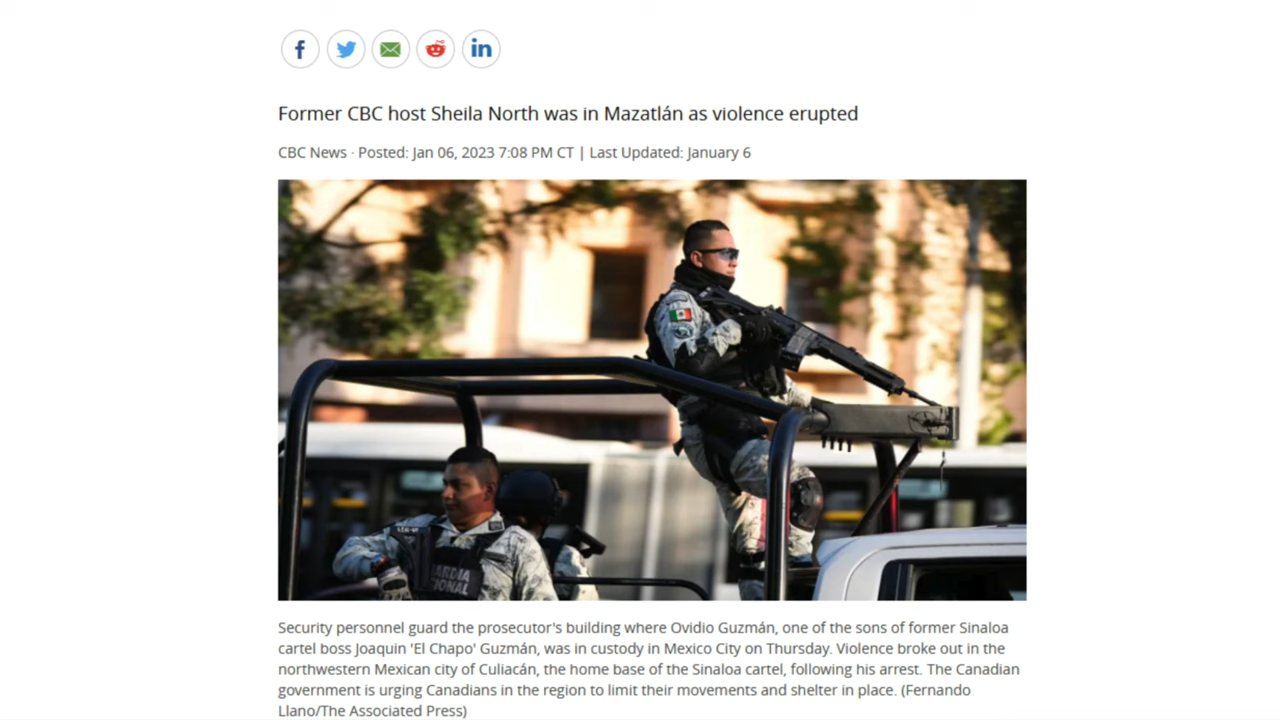 Former CBC host Sheila North was in Mazatlán as violence erupted
CBC News · Posted: Jan 06, 2023 7:08 PM CT | Last Updated: January 6
ARDIA
IONAL
Security personnel guard the prosecutor's building where Ovidio Guzmán, one of the sons of former Sinaloa
cartel boss Joaquin 'El Chapo' Guzmán, was in custody in Mexico City on Thursday. Violence broke out in the
northwestern Mexican city of Culiacán, the home base of the Sinaloa cartel, following his arrest. The Canadian
government is urging Canadians in the region to limit their movements and shelter in place. (Fernando
Llano/The Associated Press)